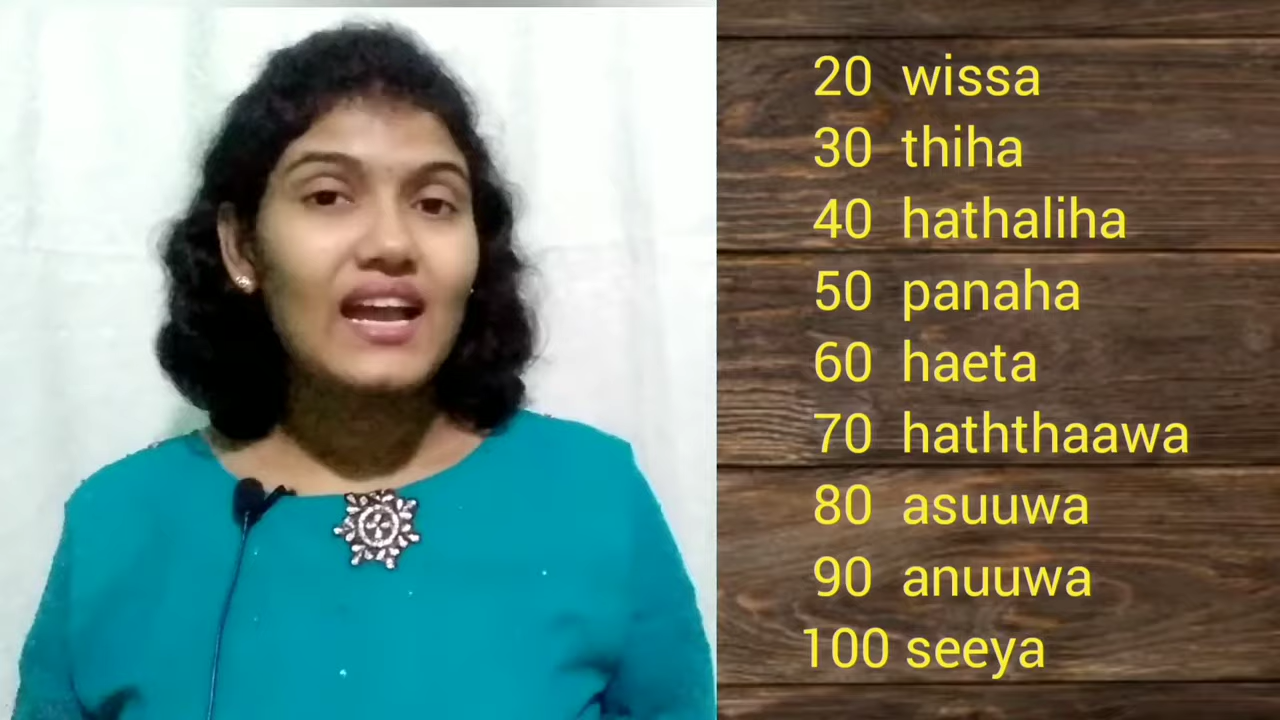 20 wissa
30 thiha
40 hathaliha
50 panaha
60 haeta
70 haththaawa
80 asuuwa
90 anuuwa
100 seeya